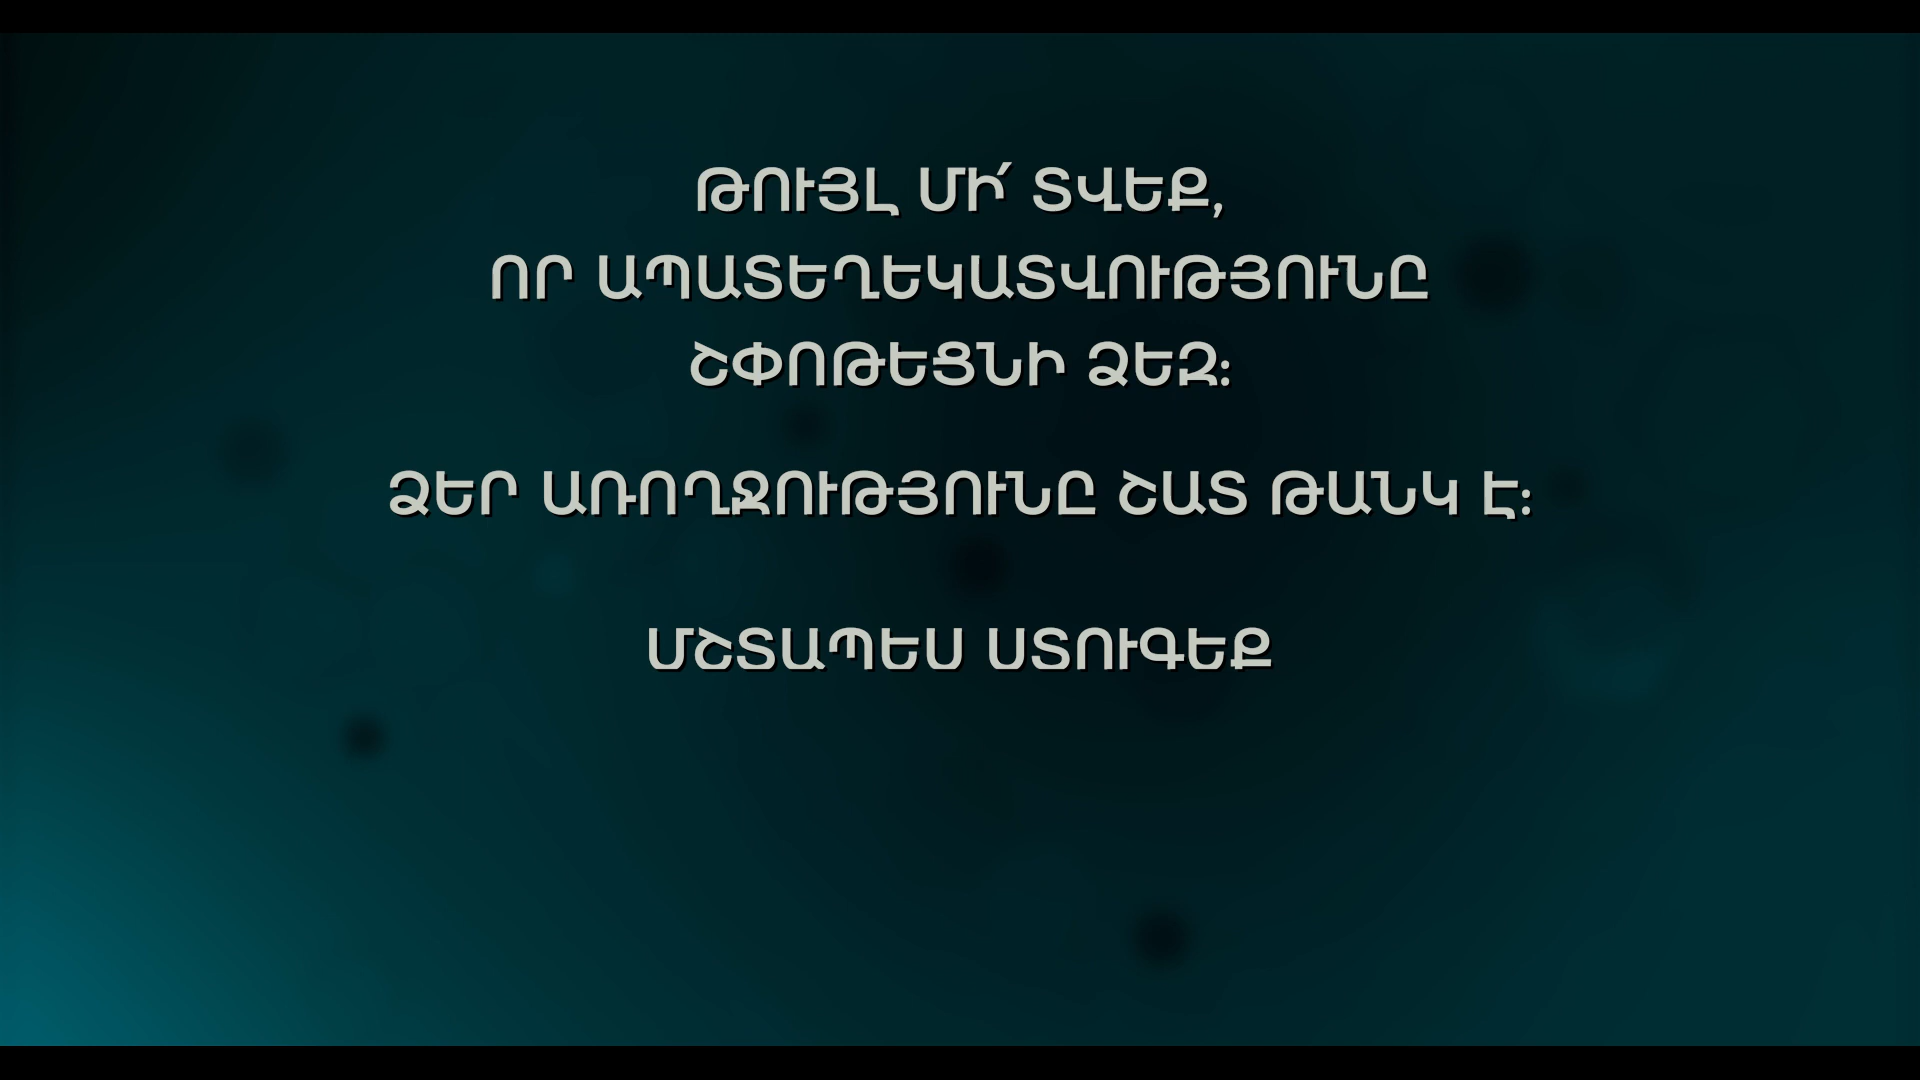 ԹՈՒՅԼ ՄԻ՛ ՏՎԵՔ,
ՈՐ ԱՊԱՏԵՂԵԿԱՏՎՈՒԹՅՈՒՆԸ
ՇՓՈԹԵՑՆԻ ՁԵԶ։
ՁԵՐ ԱՌՈՂՋՈՒԹՅՈՒՆԸ ՇԱՏ ԹԱՆԿ Է։
ՄՇՏԱՊԵՍ ՍՏՈՒԳԵՔ